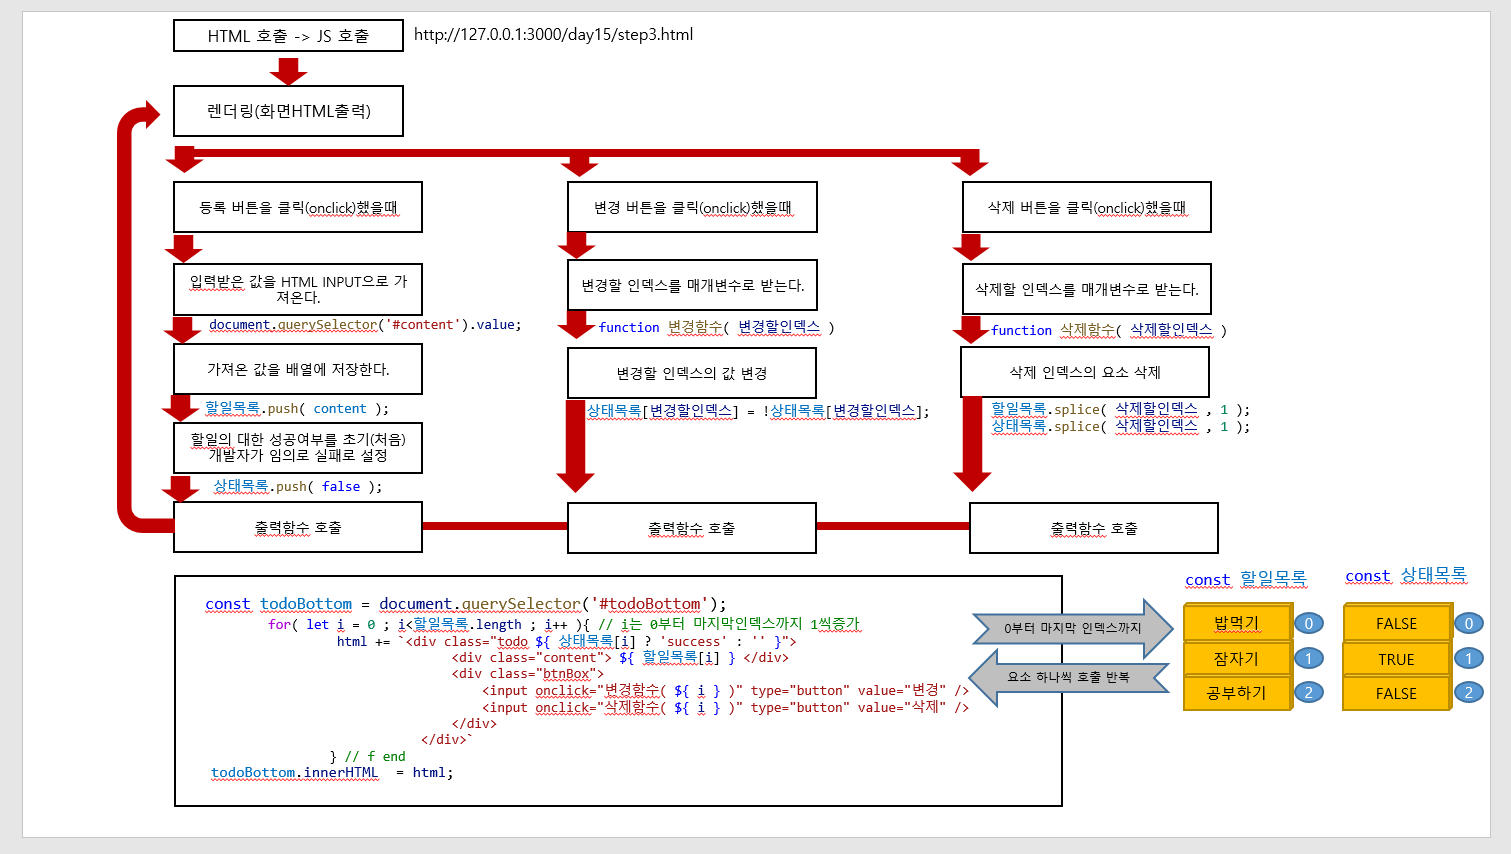 HTML 호출 -> JS 호출
http://127.0.0.1:3000/day15/step3.html
렌더링(화면HTML출력)
등록 버튼을 클릭(onclick)했을때
입력받은 값을 HTML INPUT으로 가
져온다.
document.querySelector('#content').value;
가져온 값을 배열에 저장한다.
할일목록.push( content );
할일의 대한 성공여부를 초기(처음)
개발자가 임의로 실패로 설정
상태목록.push( false );
출력함수 호출
변경 버튼을 클릭(onclick)했을때
변경할 인덱스를 매개변수로 받는다.
function 변경함수( 변경할인덱스 )
변경할 인덱스의 값 변경
상태목록[변경할인덱스] = !상태목록[변경할인덱스];
출력함수 호출
삭제 버튼을 클릭(onclick)했을때
삭제할 인덱스를 매개변수로 받는다.
function 삭제함수( 삭제할인덱스 )
삭제 인덱스의 요소 삭제
할일목록.splice( 삭제할인덱스 , 1 );
상태목록.splice( 삭제할인덱스 , 1 );
출력함수 호출
const todoBottom = document.querySelector('#todoBottom');
for( let i = 0 ; i<할일목록.length ; i++ ){ // i는 0부터 마지막인덱스까지 1씩증가
html += `<div class="todo ${ 상태목록[i] ? 'success' : '' }">
<div class="content"> ${ 할일목록[i] } </div>
<div class="btnBox">
<input onclick="변경함수( ${ i } )" type="button" value="변경" />
<input onclick="삭제함수( ${ i } )" type="button" value="삭제" />
</div>
</div>`
} // f end
todoBottom.innerHTML = html;
0부터 마지막 인덱스까지
요소 하나씩 호출 반복
const 할일목록
밥먹기 0
잠자기 1
공부하기 2
const 상태목록
FALSE 0
TRUE 1
FALSE 2